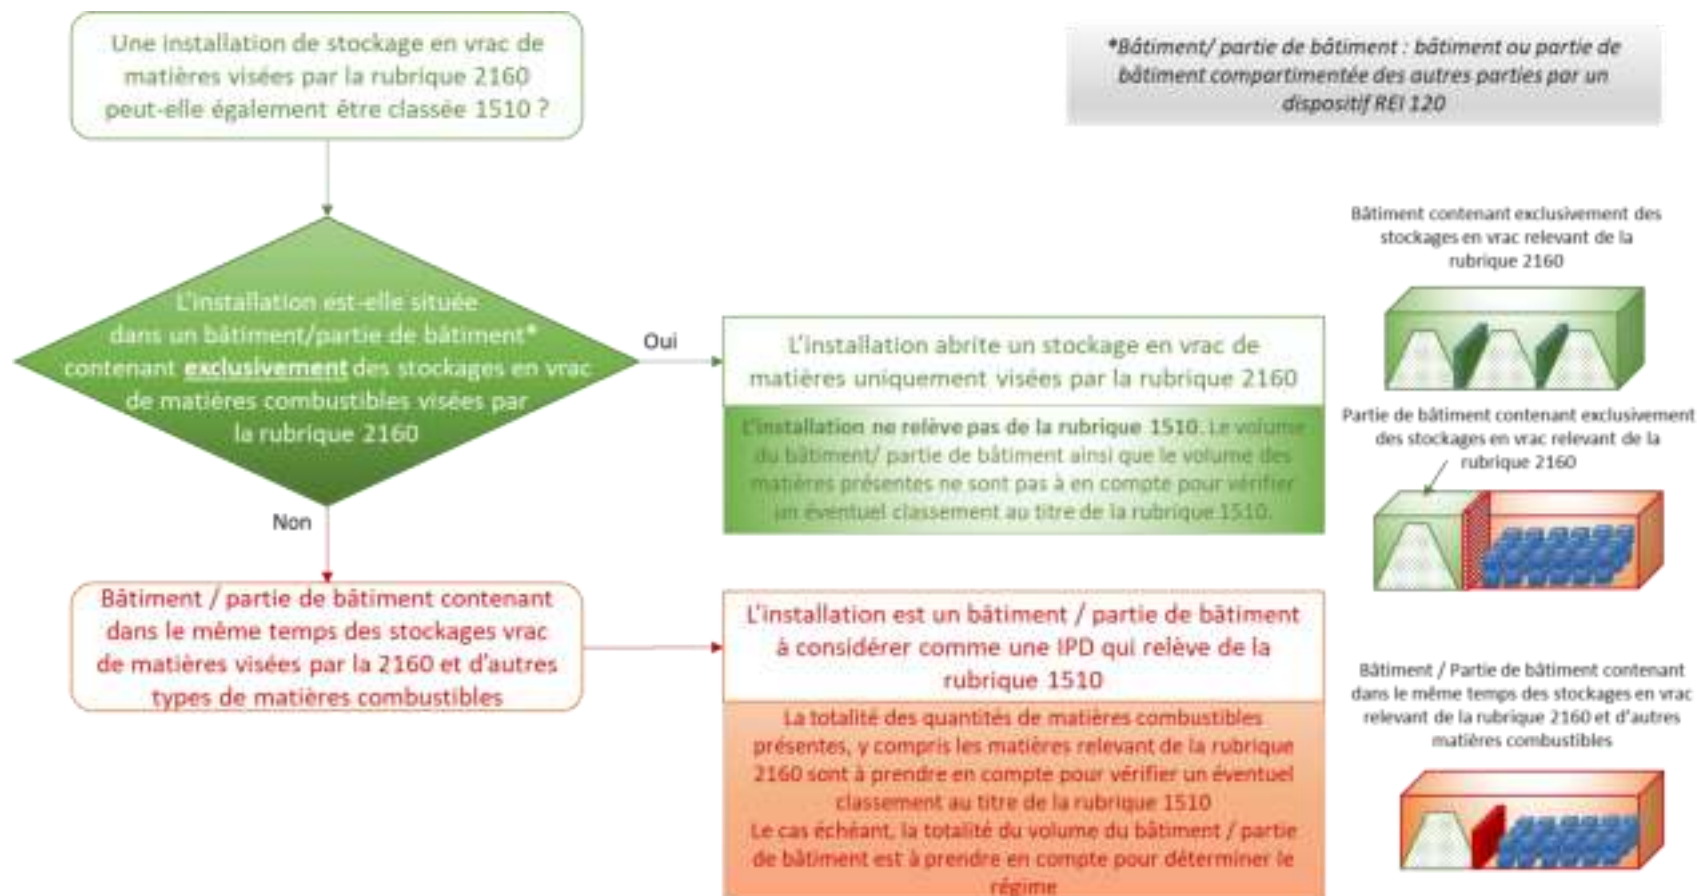 Une installation de stockage en vrac de
matières visées par la rubrique 2160
peut-elle également être classée 1510 ?
*Bâtiment/ partie de bâtiment : bâtiment ou partie de
bâtiment compartimentée des autres parties par un
dispositif REI 120
L'installation est-elle située
dans un bâtiment/partie de bâtiment*
contenant exclusivement des stockages en vrac
de matières combustibles visées par
la rubrique 2160
Oui
Non
L'installation abrite un stockage en vrac de
matières uniquement visées par la rubrique 2160
L'installation ne relève pas de la rubrique 1510. Le volume
du bâtiment/ partie de bâtiment ainsi que le volume des
matières présentes ne sont pas à en compte pour vérifier
un éventuel classement au titre de la rubrique 1510.
Bâtiment / partie de bâtiment contenant
dans le même temps des stockages vrac
de matières visées par la 2160 et d'autres
types de matières combustibles
L'installation est un bâtiment / partie de bâtiment
à considérer comme une IPD qui relève de la
rubrique 1510
La totalité des quantités de matières combustibles
présentes, y compris les matières relevant de la rubrique
2160 sont à prendre en compte pour vérifier un éventuel
classement au titre de la rubrique 1510
Le cas échéant, la totalité du volume du bâtiment / partie
de bâtiment est à prendre en compte pour déterminer le
régime
Bâtiment contenant exclusivement des
stockages en vrac relevant de la
rubrique 2160
Partie de bâtiment contenant exclusivement
des stockages en vrac relevant de la
rubrique 2160
Bâtiment / Partie de bâtiment contenant
dans le même temps des stockages en vrac
relevant de la rubrique 2160 et d'autres
matières combustibles